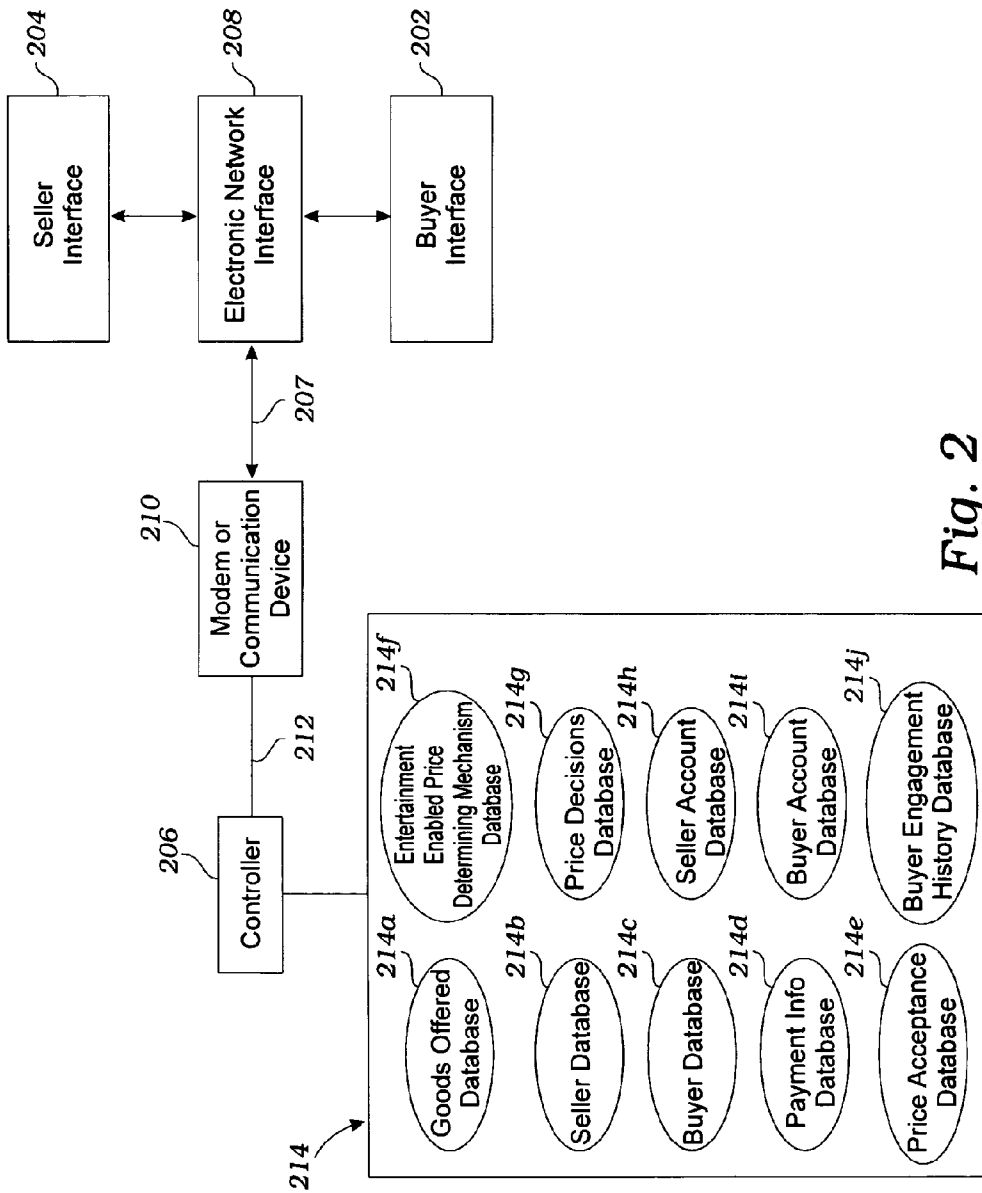 204
Seller
Interface
208
Electronic Network
Interface
202
Buyer
Interface
207
210
Modem or
Communication
Device
212
206
Controller
214
214a
Goods Offered
Database
214b
Seller Database
214c
Buyer Database
214d
Payment Info
Database
214e
Price Acceptance
Database
214f
Entertainment
Enabled Price
Determining Mechanism
Database
214g
Price Decisions
Database
214h
Seller Account
Database
214i
Buyer Account
Database
214j
Buyer Engagement
History Database
Fig. 2